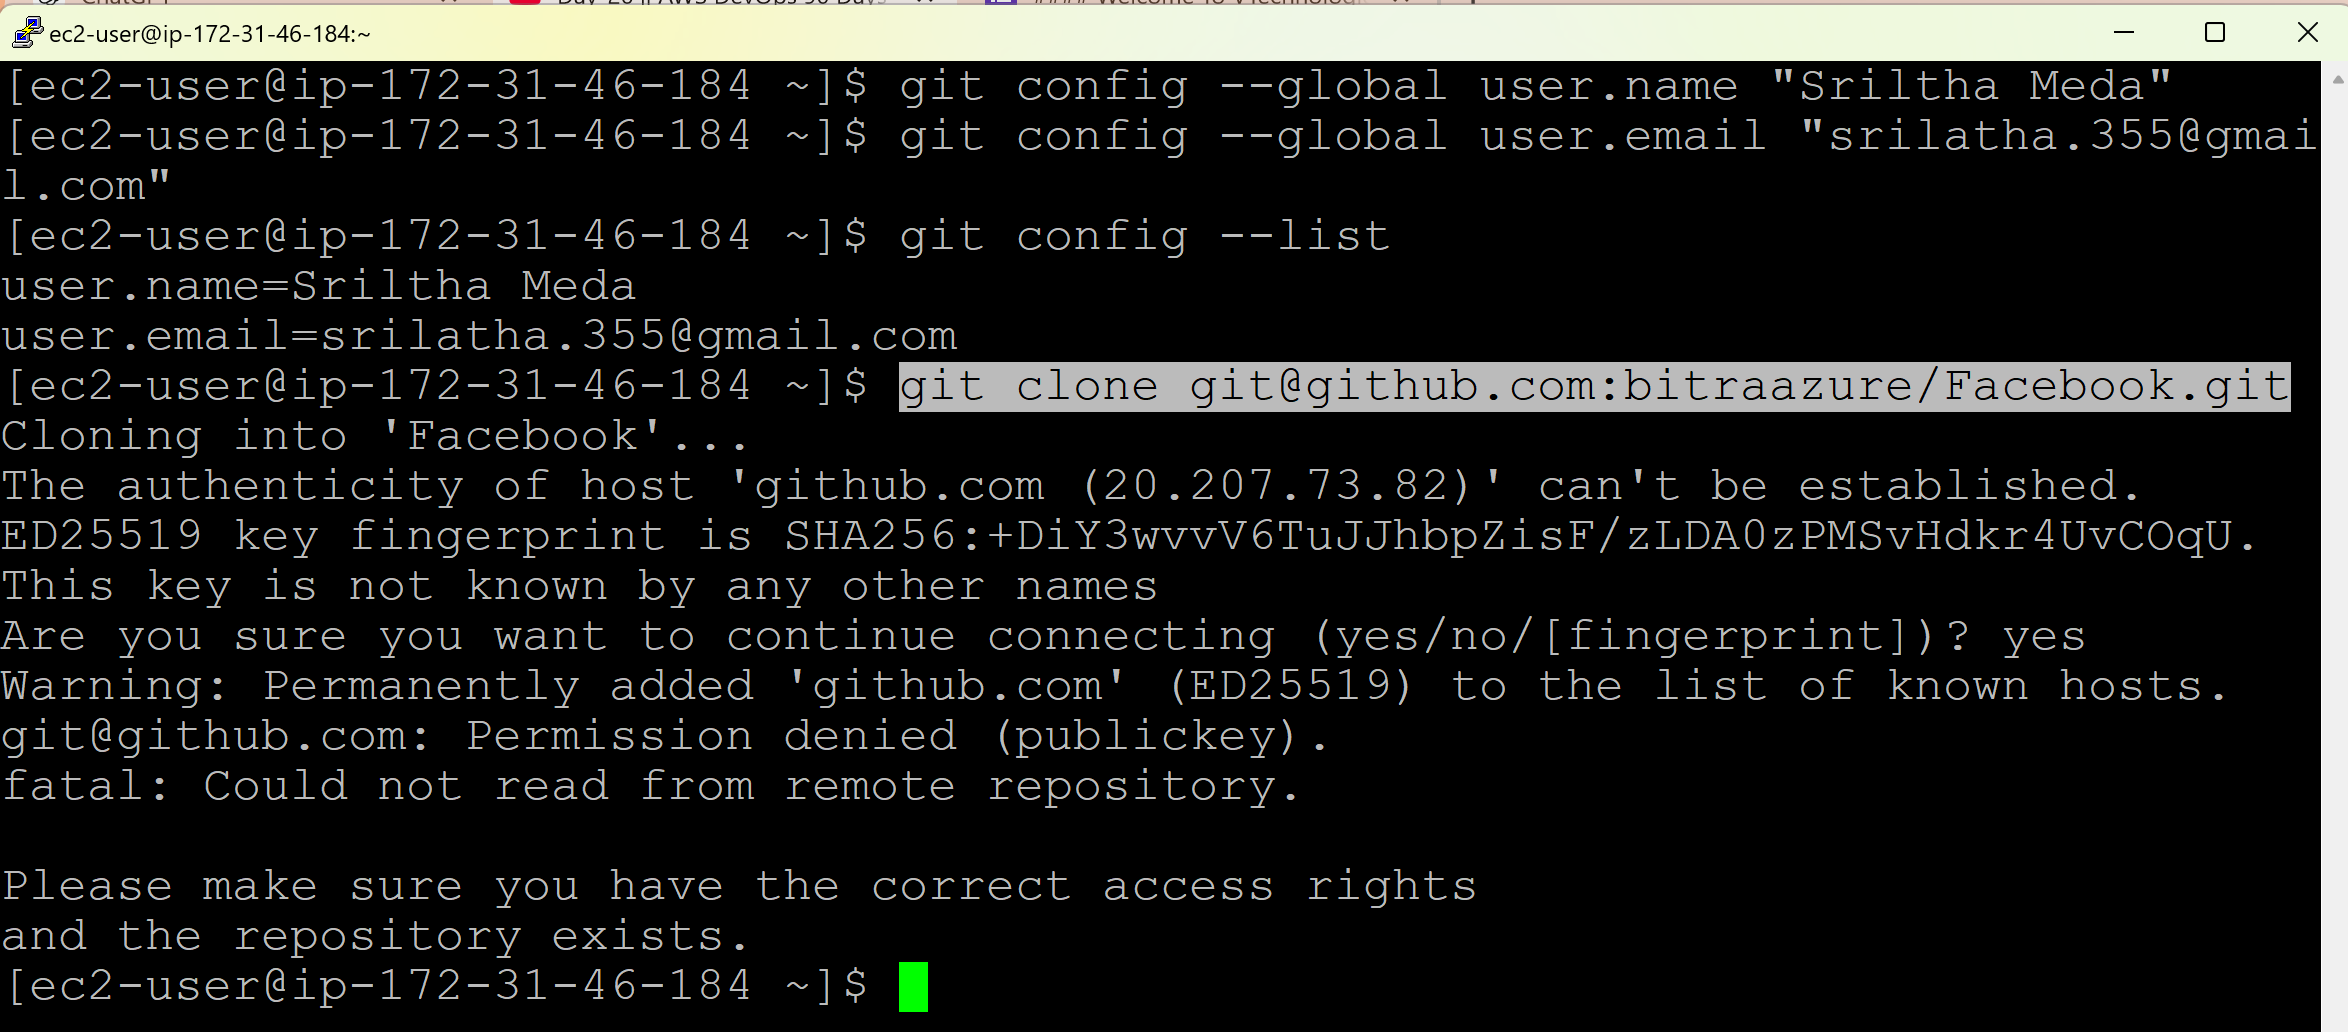 ec2-user@ip-172-31-46-184:~
[ec2-user@ip-172-31-46-184 ~]$ git config --global user.name "Sriltha Meda"
[ec2-user@ip-172-31-46-184 ~]$ git config --global user.email "srilatha.355@gmai
l.com"
[ec2-user@ip-172-31-46-184 ~]$ git config --list
user.name=Sriltha Meda
user.email=srilatha.355@gmail.com
[ec2-user@ip-172-31-46-184 ~]$ git clone git@github.com:bitraazure/Facebook.git
Cloning into 'Facebook'...
The authenticity of host 'github.com (20.207.73.82)' can't be established.
ED25519 key fingerprint is SHA256:+DiY3wvvV6TuJJhbpZisF/zLDA0zPMSvHdkr4UvCOqU.
This key is not known by any other names
Are you sure you want to continue connecting (yes/no/[fingerprint])? yes
Warning: Permanently added 'github.com' (ED25519) to the list of known hosts.
git@github.com: Permission denied (publickey).
fatal: Could not read from remote repository.
Please make sure you have the correct access rights
and the repository exists.
[ec2-user@ip-172-31-46-184 ~]$